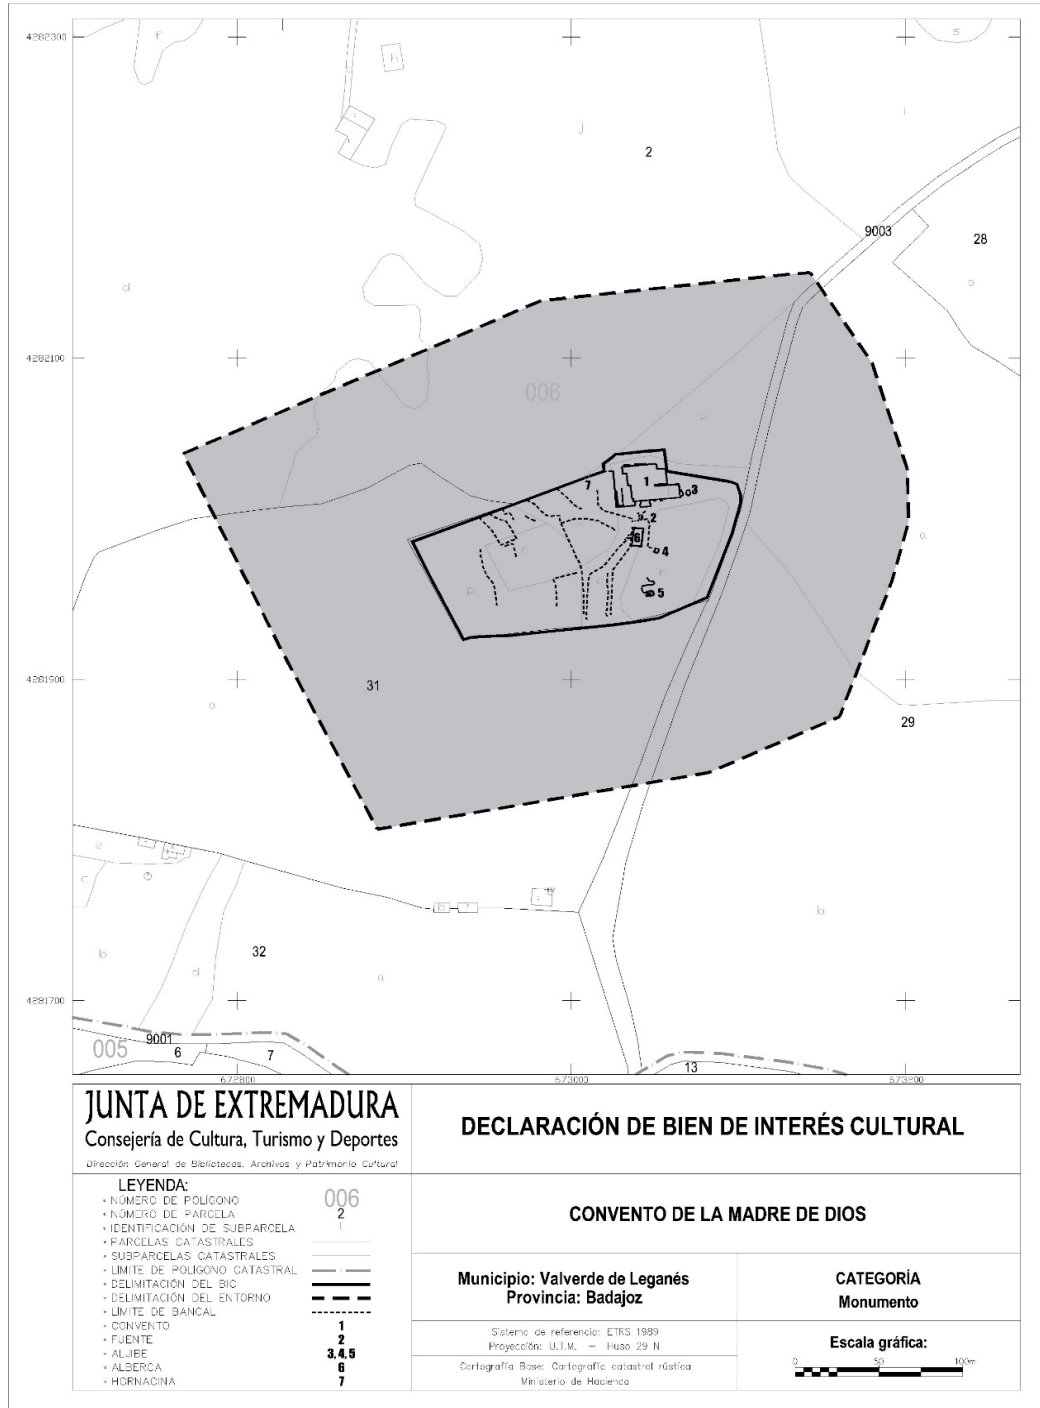 4282300
f
h
s
j
i
2
9003
28
d
a
4282100
006
k
7
1
3
2
6
4
5
a
p
r
4281900
31
a
29
e
c
b
32
d
a
b
4281700
9001
005
6
7
13
672800
673000
673200
JUNTA DE EXTREMADURA
Consejería de Cultura, Turismo y Deportes
Dirección General de Bibliotecas, Archivos y Patrimonio Cultural
DECLARACIÓN DE BIEN DE INTERÉS CULTURAL
LEYENDA:
- NÚMERO DE POLÍGONO 006
- NÚMERO DE PARCELA 2
- IDENTIFICACIÓN DE SUBPARCELA
- PARCELAS CATASTRALES
- SUBPARCELAS CATASTRALES
- LÍMITE DE POLÍGONO CATASTRAL
- DELIMITACIÓN DEL BIC
- DELIMITACIÓN DEL ENTORNO
- LÍMITE DE BANCAL
- CONVENTO 1
- FUENTE 2
- ALJIBE 3,4,5
- ALBERCA 6
- HORNACINA 7
CONVENTO DE LA MADRE DE DIOS
Municipio: Valverde de Leganés
Provincia: Badajoz
CATEGORÍA
Monumento
Sistema de referencia: ETRS 1989
Proyección: U.T.M. – Huso 29 N
Cartografía Base: Cartografía catastral rústica
Ministerio de Hacienda
Escala gráfica:
0 50 100m